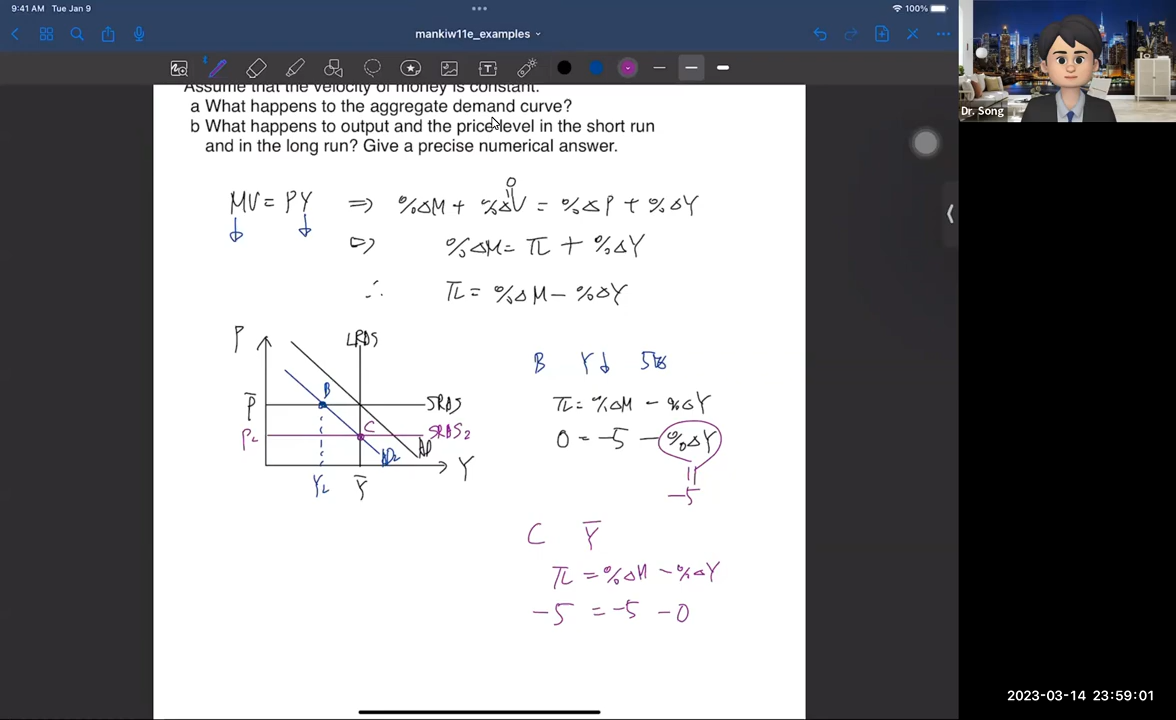 9:41 AM Tue Jan 9
100%
mankiw11e_examples
Dr. Song
Assume that the velocity of money is constant.
a What happens to the aggregate demand curve?
b What happens to output and the price level in the short run
and in the long run? Give a precise numerical answer.
0
MV = PY ⇒ %ΔM + %ΔV = %ΔP + %ΔY
↓ ↓
⇒ %ΔM = π + %ΔY
∴ π = %ΔM − %ΔY
P LRAS
B Y↓ 5%
B
P̄ SRAS π = %ΔM − %ΔY
C
P₂ SRAS₂ 0 = −5 − %ΔY
AD
AD₂
Y₂ Ȳ Y
−5
C Ȳ
π = %ΔM − %ΔY
−5 = −5 − 0
2023-03-14 23:59:01